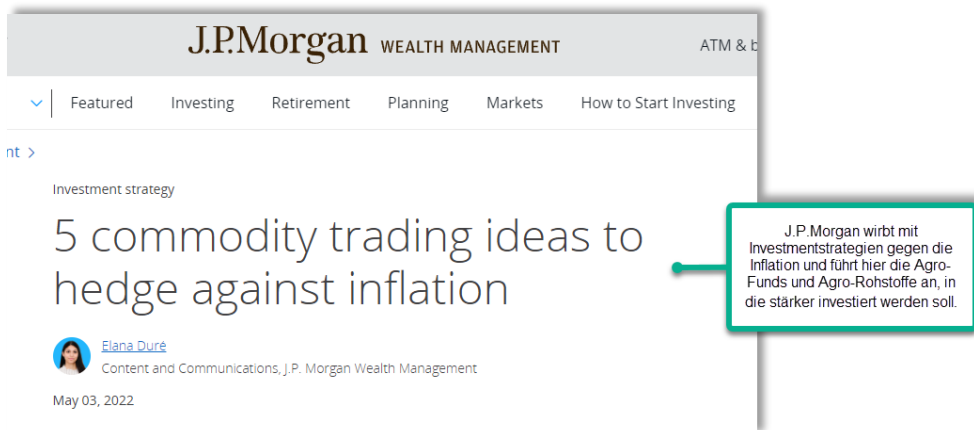 J.P.Morgan WEALTH MANAGEMENT
ATM & b
Featured Investing Retirement Planning Markets How to Start Investing
nt >
Investment strategy
5 commodity trading ideas to
hedge against inflation
Elana Duré
Content and Communications, J.P. Morgan Wealth Management
May 03, 2022
J.P.Morgan wirbt mit
Investmentstrategien gegen die
Inflation und führt hier die Agro-
Funds und Agro-Rohstoffe an, in
die stärker investiert werden soll.